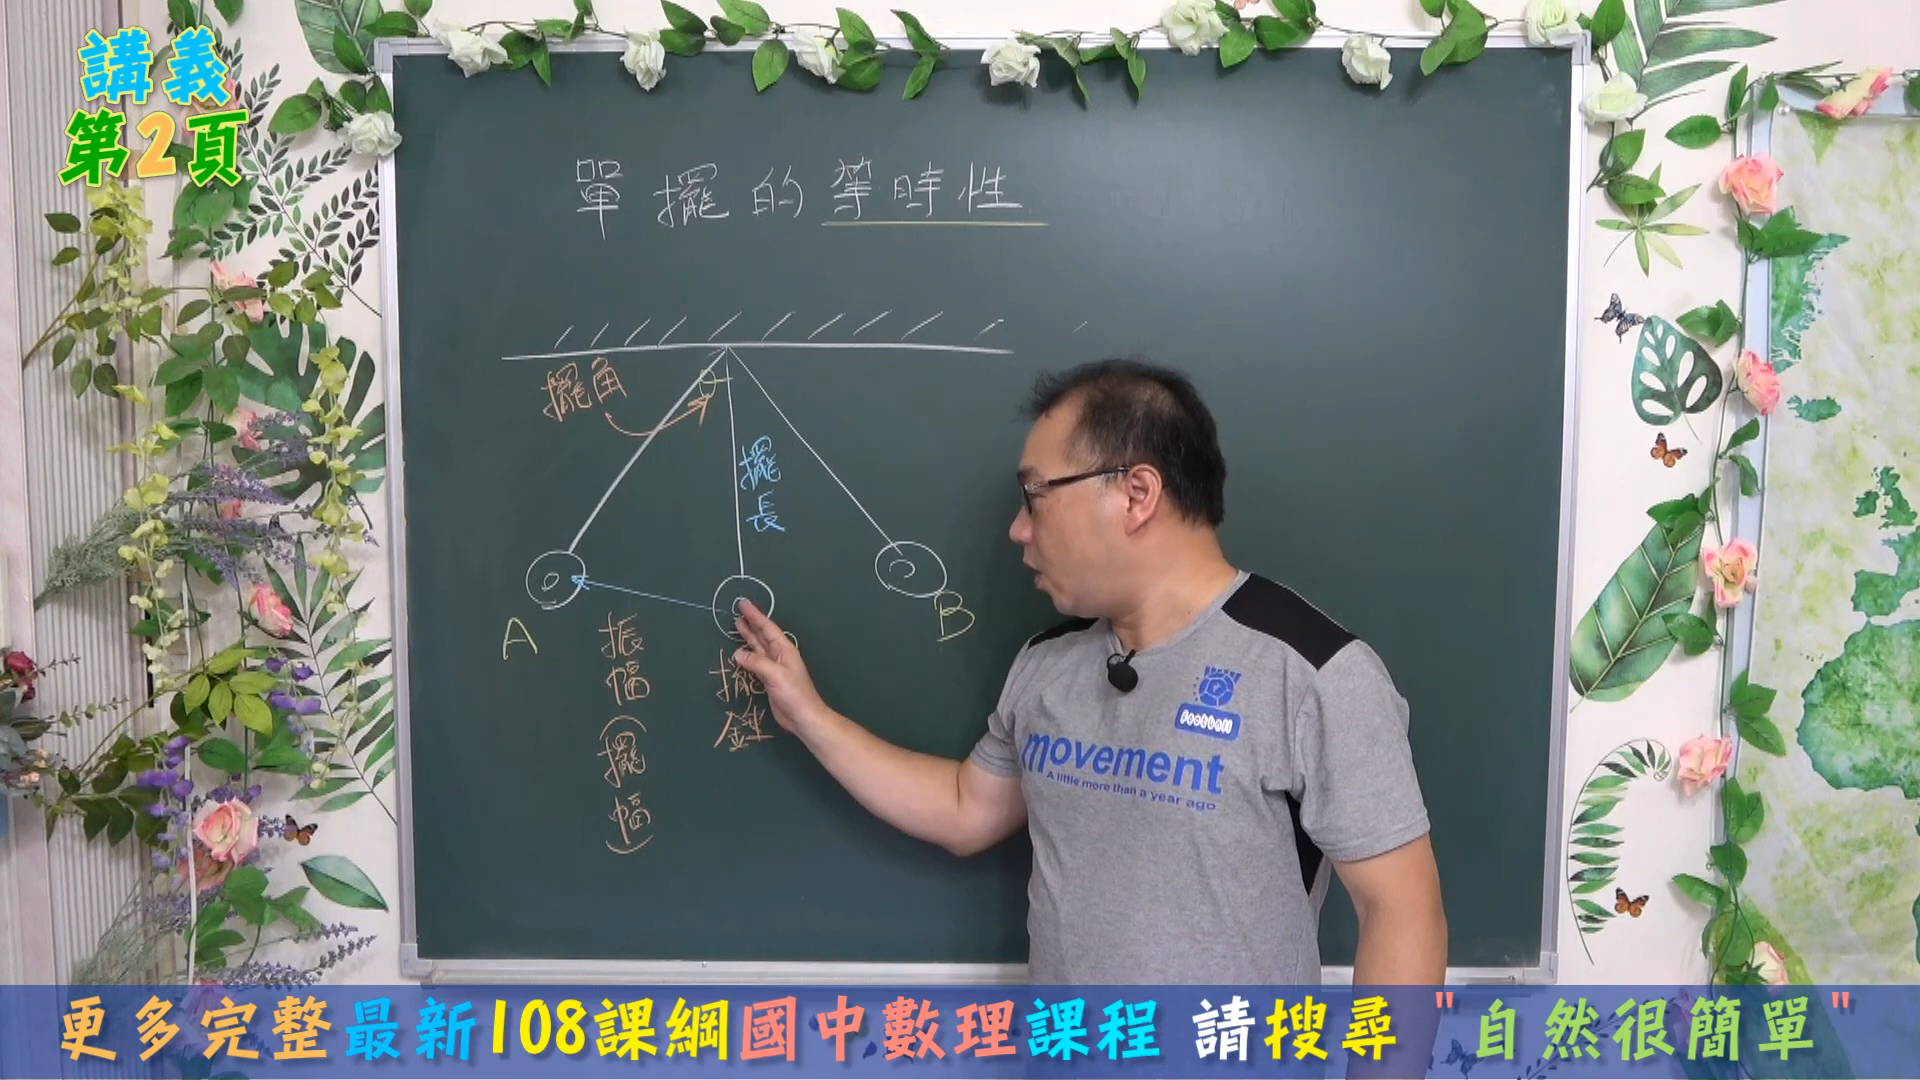 講義
第2頁
單擺的等時性
擺角
擺長
A
B
振幅(擺幅)
擺錘
football
movement
A little more than a year ago
更多完整最新108課綱國中數理課程 請搜尋 "自然很簡單"